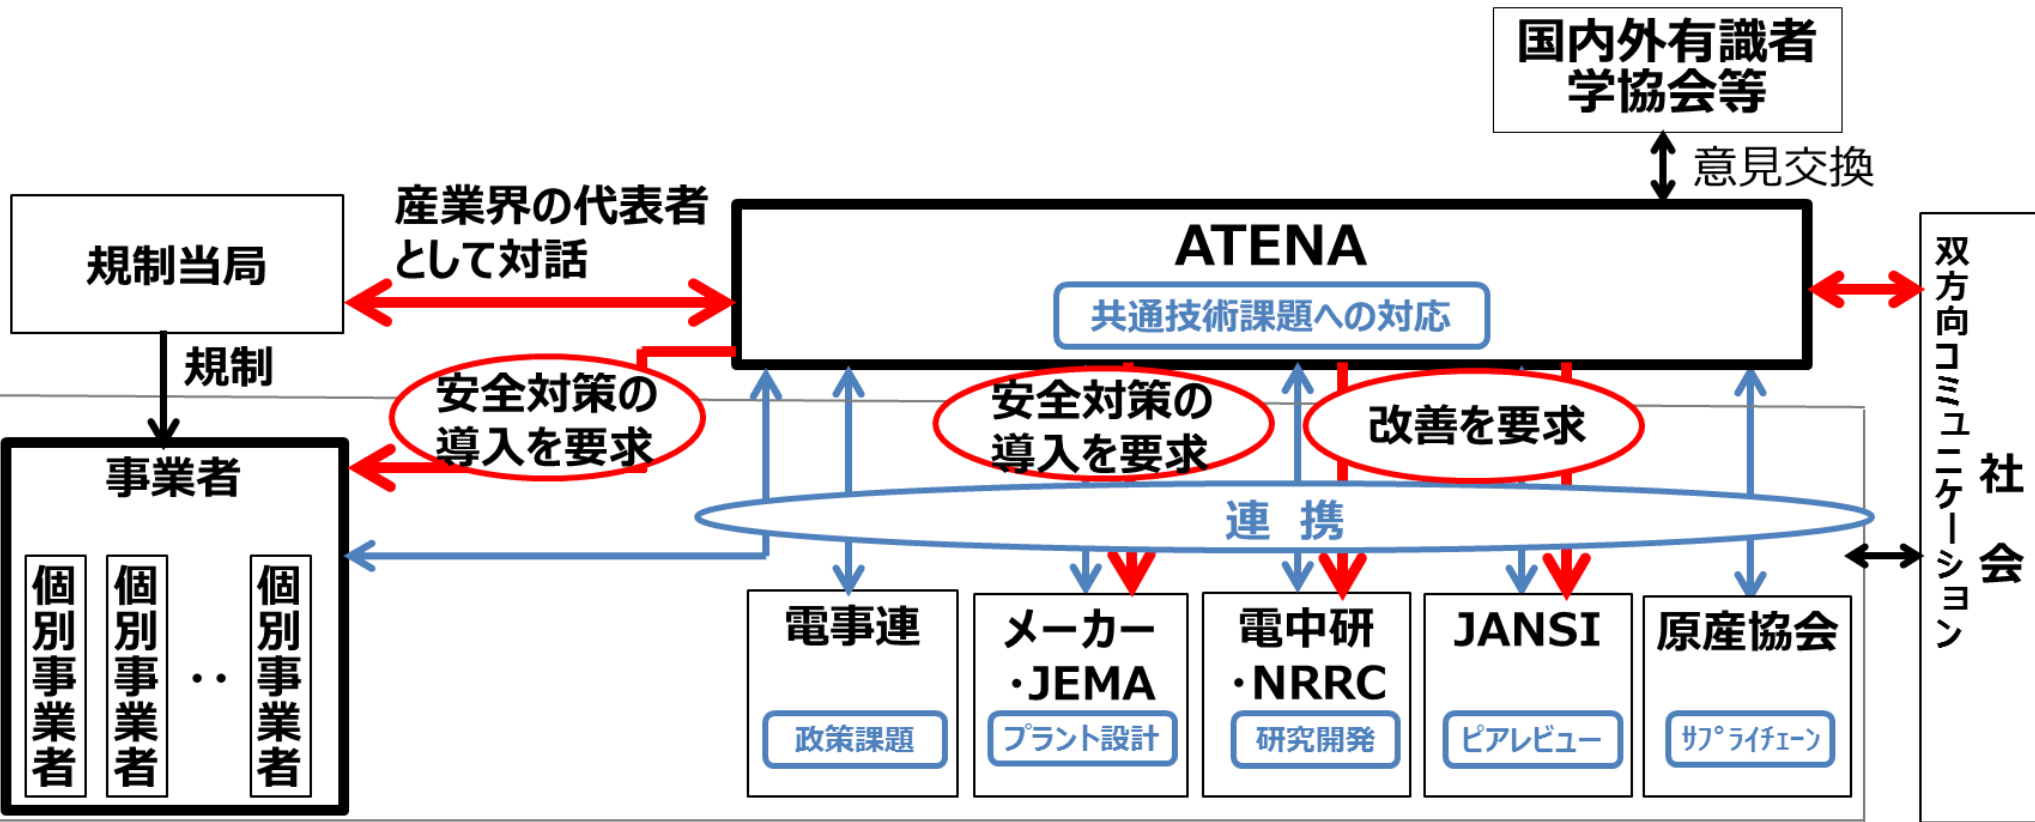 国内外有識者
学協会等
意見交換
産業界の代表者
として対話
規制当局
ATENA
共通技術課題への対応
規制
安全対策の
導入を要求
安全対策の
導入を要求
改善を要求
連 携
双方向コミュニケーション
社会
事業者
個別事業者
個別事業者
・・
個別事業者
電事連
政策課題
メーカー
・JEMA
プラント設計
電中研
・NRRC
研究開発
JANSI
ピアレビュー
原産協会
ｻﾌﾟﾗｲﾁｪｰﾝ